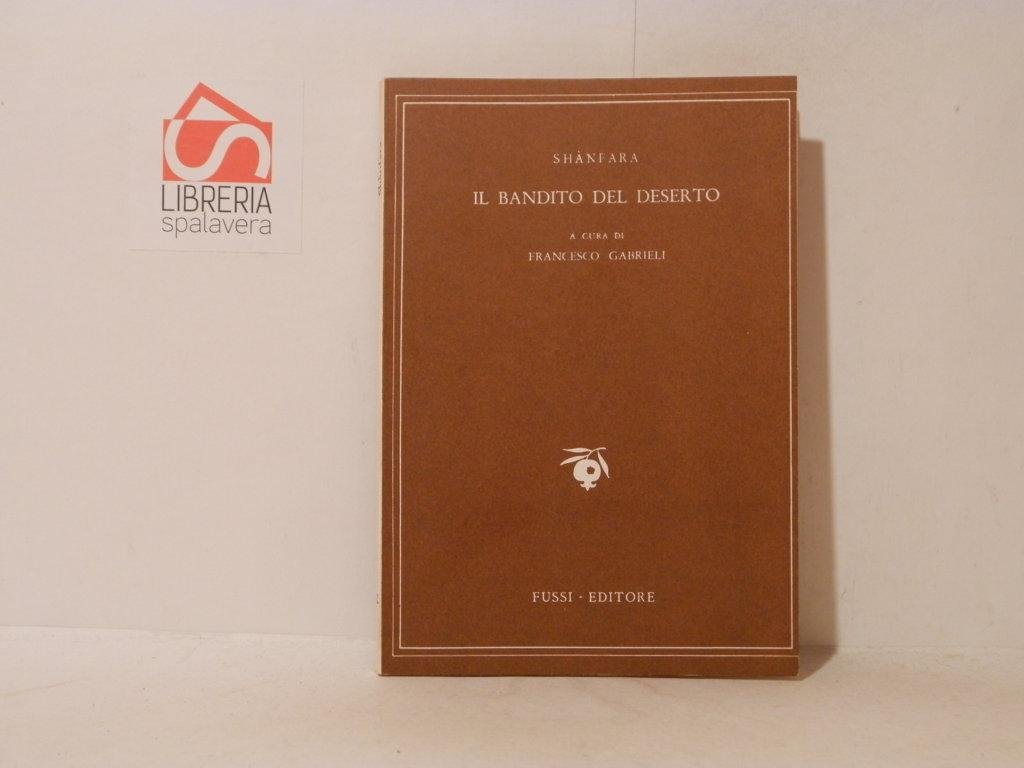 LIBRERIA
spalavera
SHÀNFARA
IL BANDITO DEL DESERTO
A CURA DI
FRANCESCO GABRIELI
FUSSI - EDITORE